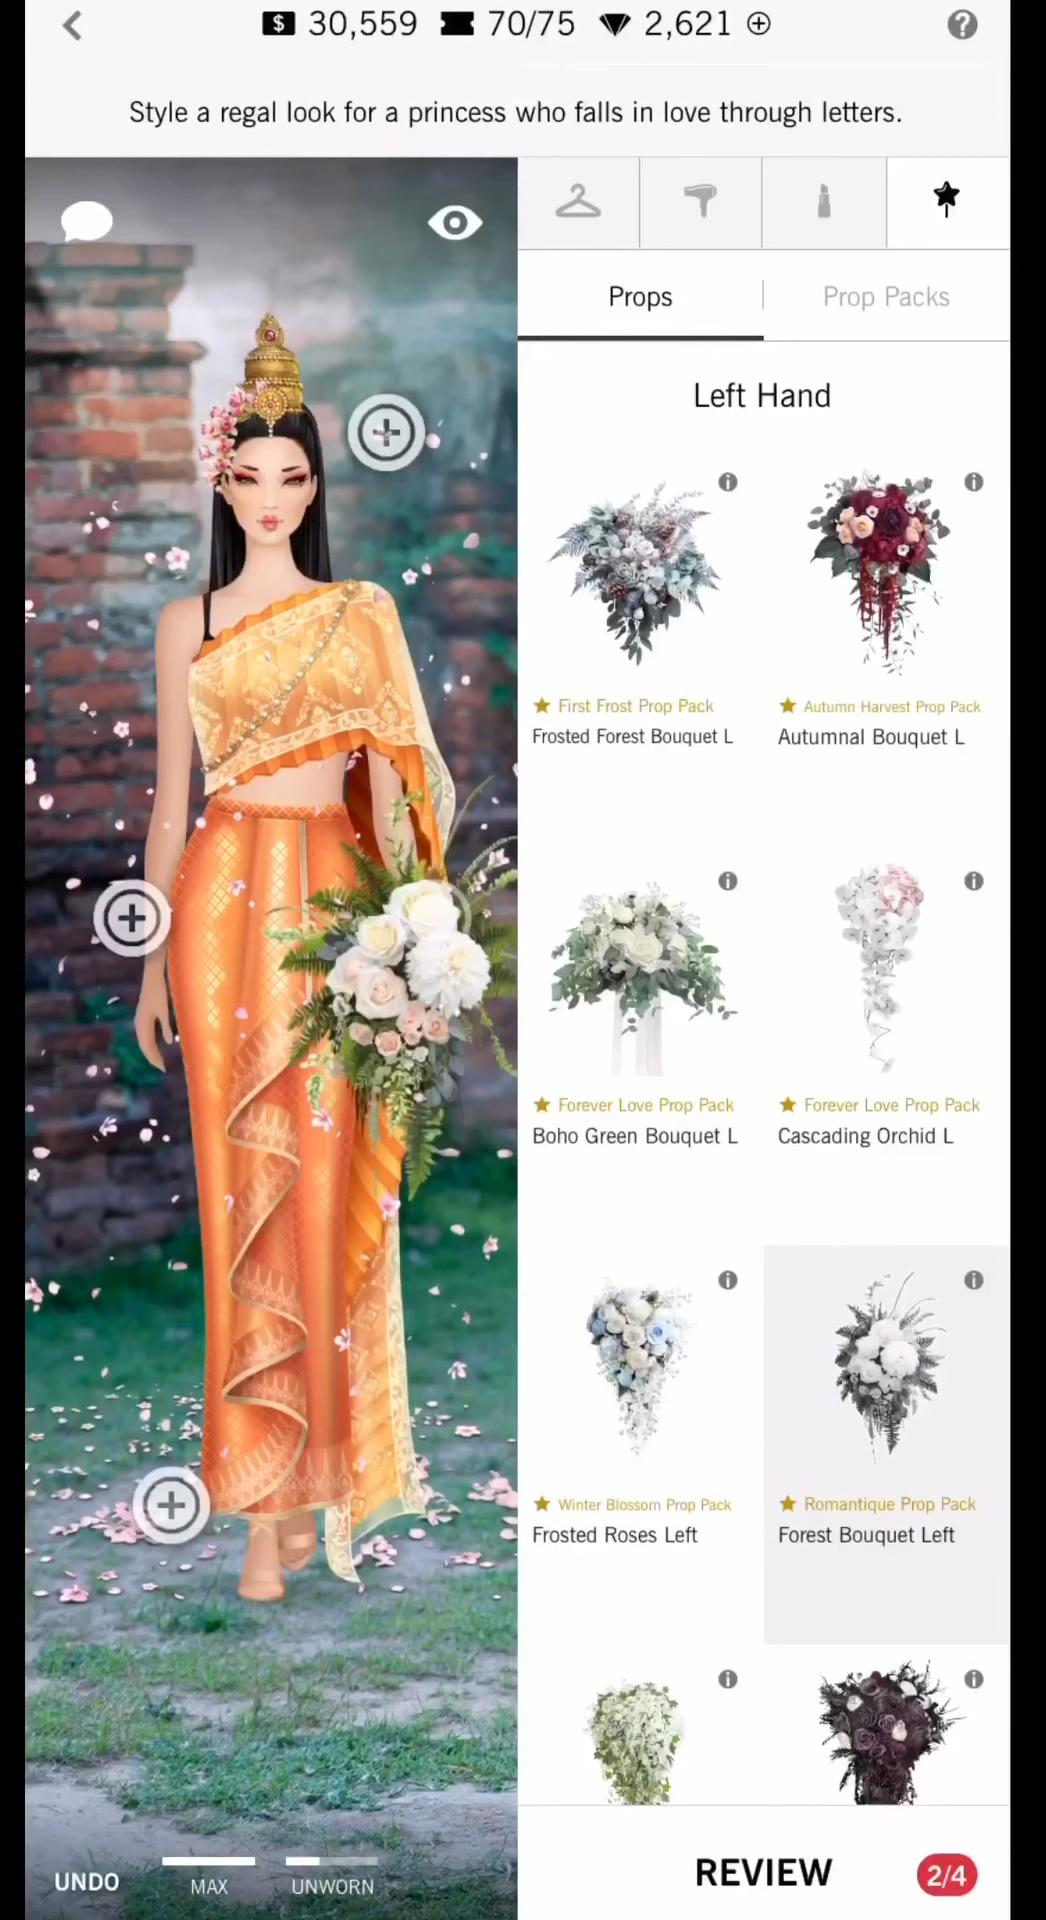 $ 30,559 70/75 2,621
Style a regal look for a princess who falls in love through letters.
Props
Prop Packs
Left Hand
First Frost Prop Pack
Frosted Forest Bouquet L
Autumn Harvest Prop Pack
Autumnal Bouquet L
Forever Love Prop Pack
Boho Green Bouquet L
Forever Love Prop Pack
Cascading Orchid L
Winter Blossom Prop Pack
Frosted Roses Left
Romantique Prop Pack
Forest Bouquet Left
UNDO
MAX
UNWORN
REVIEW
2/4